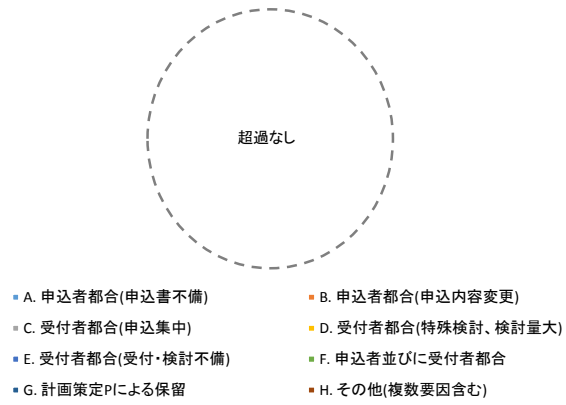 超過なし
A. 申込者都合(申込書不備)
B. 申込者都合(申込内容変更)
C. 受付者都合(申込集中)
D. 受付者都合(特殊検討、検討量大)
E. 受付者都合(受付・検討不備)
F. 申込者並びに受付者都合
G. 計画策定Pによる保留
H. その他(複数要因含む)